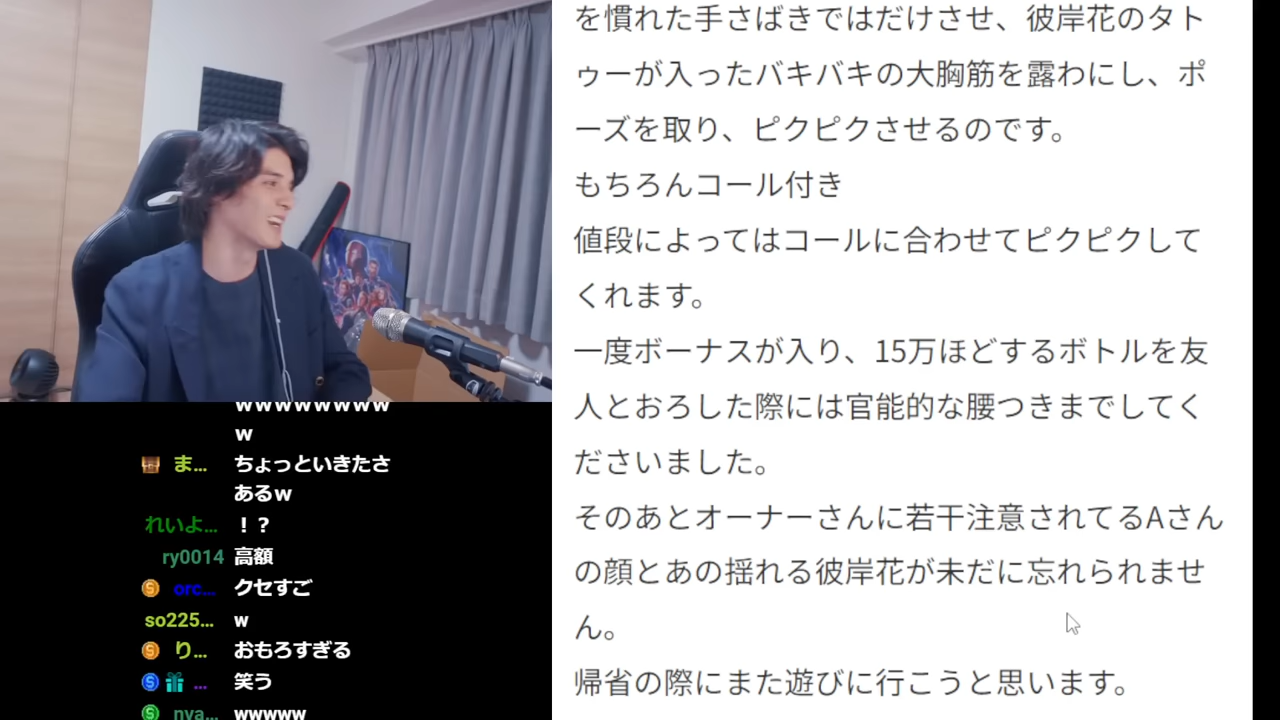 を慣れた手さばきではだけさせ、彼岸花のタト
ゥーが入ったバキバキの大胸筋を露わにし、ポ
ーズを取り、ピクピクさせるのです。
もちろんコール付き
値段によってはコールに合わせてピクピクして
くれます。
一度ボーナスが入り、15万ほどするボトルを友
人とおろした際には官能的な腰つきまでしてく
ださいました。
そのあとオーナーさんに若干注意されてるAさん
の顔とあの揺れる彼岸花が未だに忘れられませ
ん。
帰省の際にまた遊びに行こうと思います。
wwwwwwww
w
ま… ちょっといきたさ
あるw
れいよ… ！？
ry0014 高額
orc… クセすご
so225… w
り… おもろすぎる
… 笑う
nya… wwwww